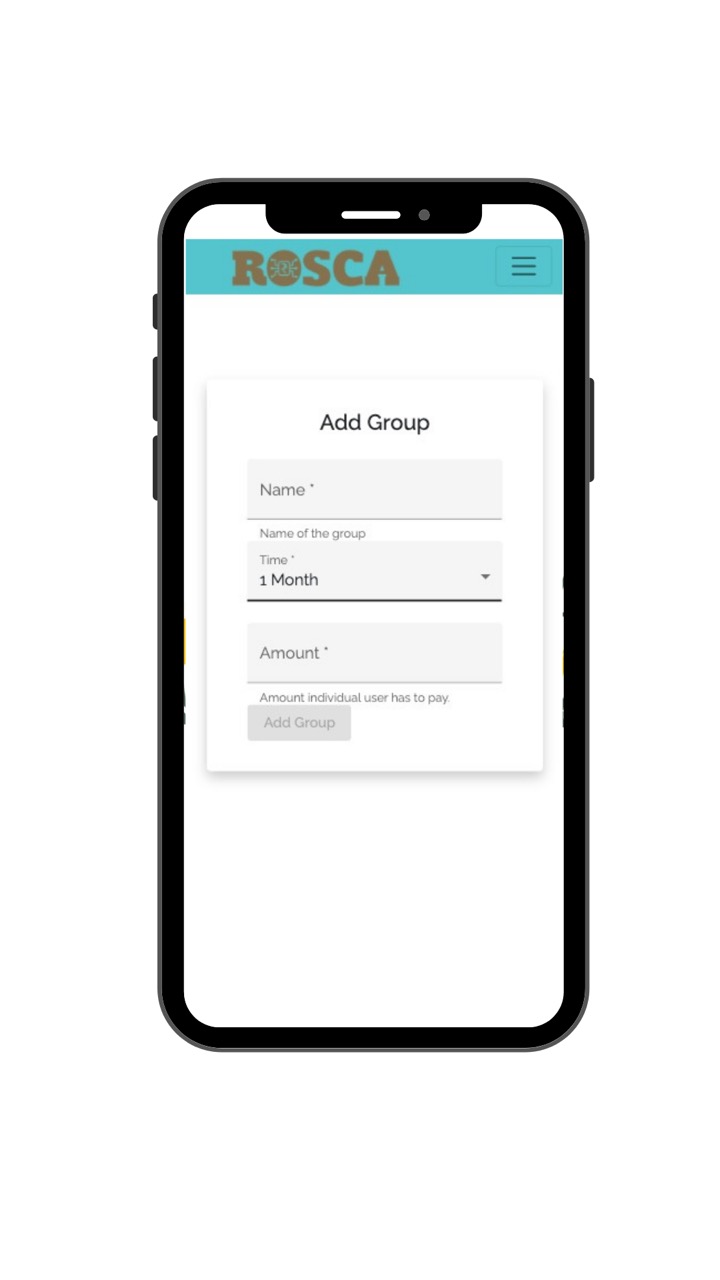 ROSCA
Add Group
Name *
Name of the group
Time *
1 Month
Amount *
Amount individual user has to pay.
Add Group